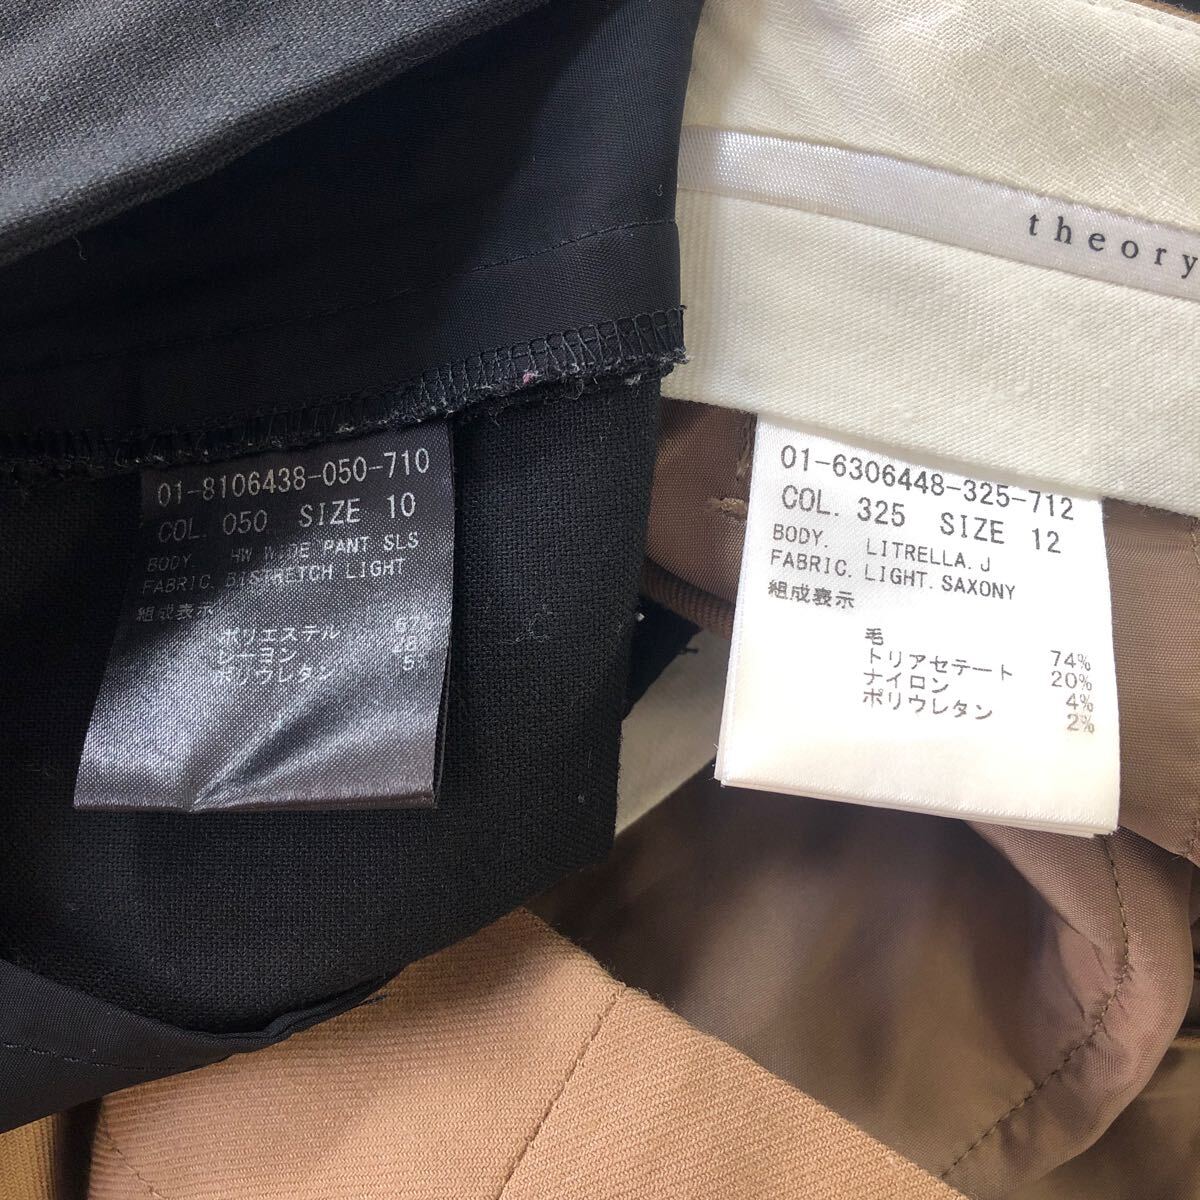 theory
01-8106438-050-710
COL. 050 SIZE 10
BODY. HW WIDE PANT SLS
FABRIC. BISTRETCH LIGHT
組成表示
ポリエステル 67%
レーヨン 28%
ポリウレタン 5%
01-6306448-325-712
COL. 325 SIZE 12
BODY. LITRELLA.J
FABRIC. LIGHT.SAXONY
組成表示
毛 74%
トリアセテート 20%
ナイロン 4%
ポリウレタン 2%